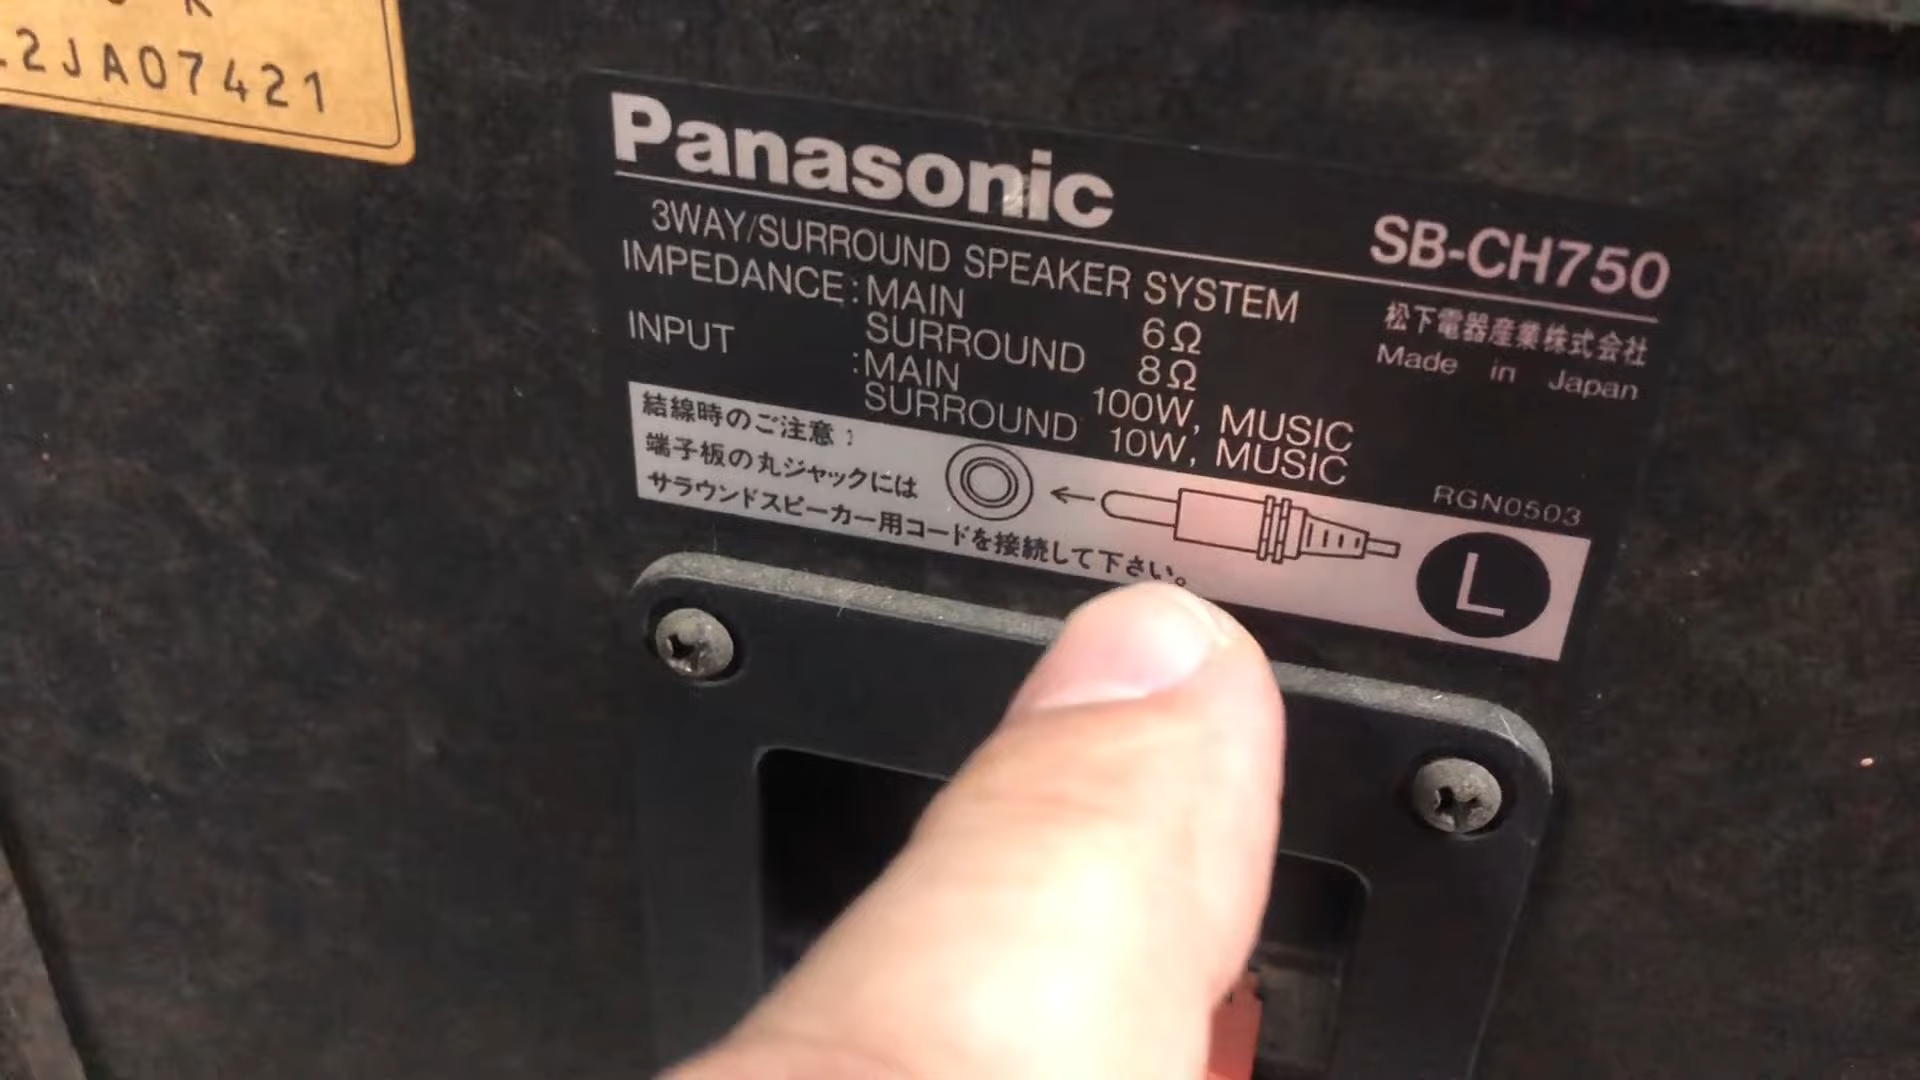 2JA07421
Panasonic
SB-CH750
3WAY/SURROUND SPEAKER SYSTEM
IMPEDANCE : MAIN 6Ω
SURROUND 8Ω
INPUT : MAIN 100W, MUSIC
SURROUND 10W, MUSIC
松下電器産業株式会社
Made in Japan
RGN0503
結線時のご注意:
端子板の丸ジャックには
サラウンドスピーカー用コードを接続して下さい。
L